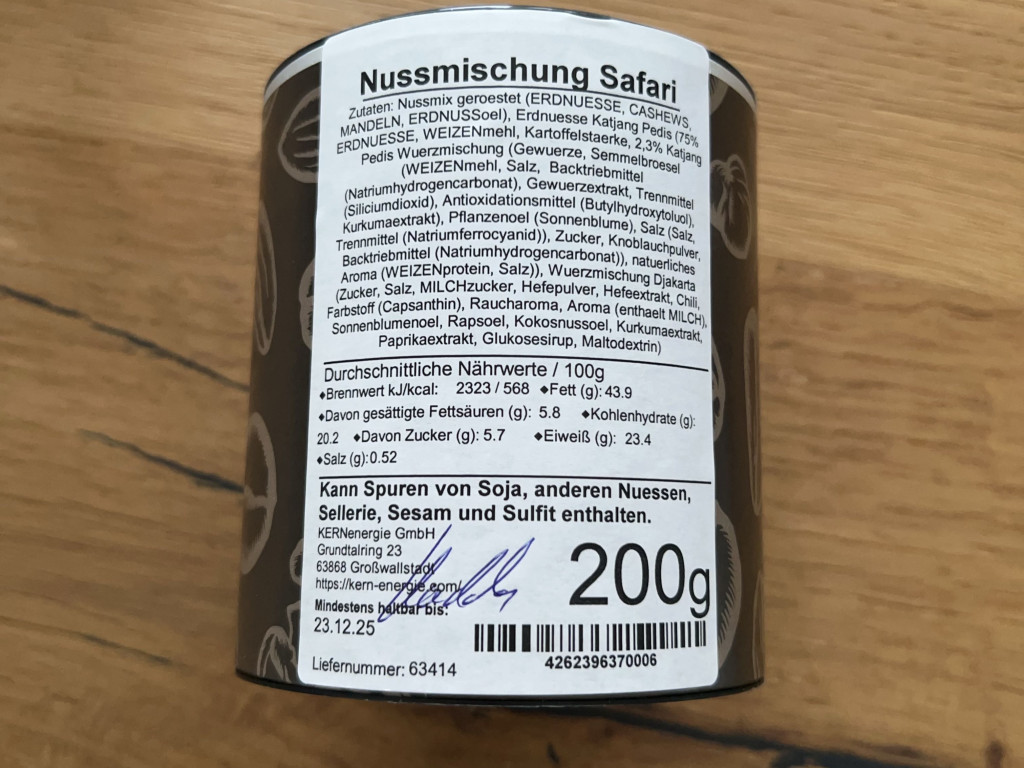 Nussmischung Safari
Zutaten: Nussmix geroestet (ERDNUESSE, CASHEWS,
MANDELN, ERDNUSSoel), Erdnuesse Katjang Pedis (75%
ERDNUESSE, WEIZENmehl, Kartoffelstaerke, 2,3% Katjang
Pedis Wuerzmischung (Gewuerze, Semmelbroesel
(WEIZENmehl, Salz, Backtriebmittel
(Natriumhydrogencarbonat), Gewuerzextrakt, Trennmittel
(Siliciumdioxid), Antioxidationsmittel (Butylhydroxytoluol),
Kurkumaextrakt), Pflanzenoel (Sonnenblume), Salz (Salz,
Trennmittel (Natriumferrocyanid)), Zucker, Knoblauchpulver,
Backtriebmittel (Natriumhydrogencarbonat)), natuerliches
Aroma (WEIZENprotein, Salz)), Wuerzmischung Djakarta
(Zucker, Salz, MILCHzucker, Hefepulver, Hefeextrakt, Chili,
Farbstoff (Capsanthin), Raucharoma, Aroma (enthaelt MILCH),
Sonnenblumenoel, Rapsoel, Kokosnussoel, Kurkumaextrakt,
Paprikaextrakt, Glukosesirup, Maltodextrin)
Durchschnittliche Nährwerte / 100g
♦Brennwert kJ/kcal: 2323 / 568 ♦Fett (g): 43.9
♦Davon gesättigte Fettsäuren (g): 5.8 ♦Kohlenhydrate (g):
20.2 ♦Davon Zucker (g): 5.7 ♦Eiweiß (g): 23.4
♦Salz (g): 0.52
Kann Spuren von Soja, anderen Nuessen,
Sellerie, Sesam und Sulfit enthalten.
KERNenergie GmbH
Grundtalring 23
63868 Großwallstadt
https://kern-energie.com/
Mindestens haltbar bis:
23.12.25
200g
4262396370006
Liefernummer: 63414